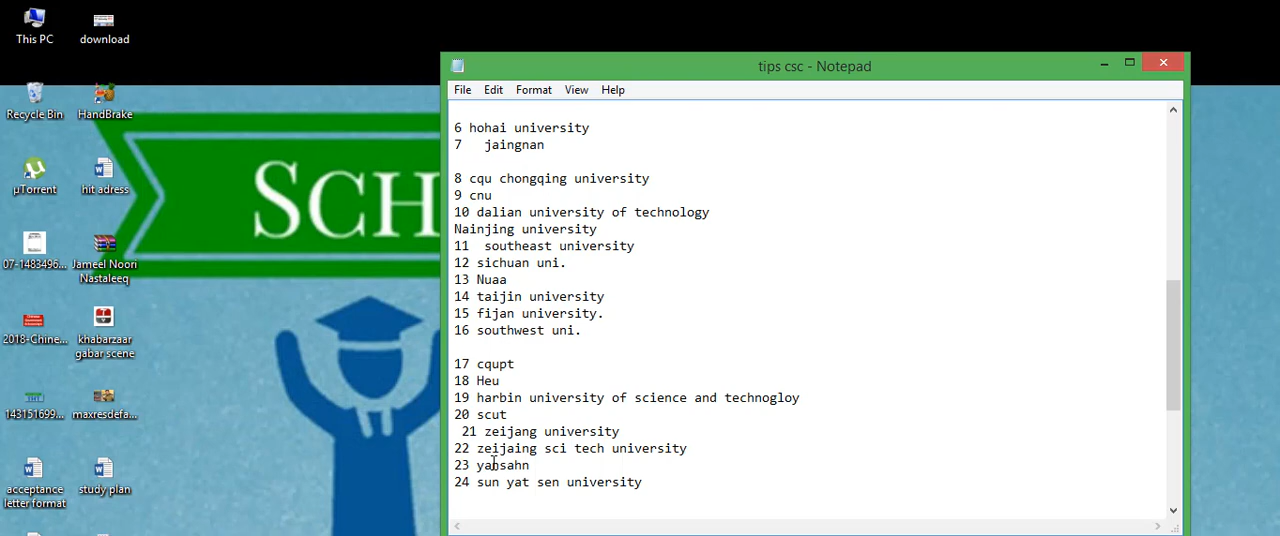 This PC
download
Recycle Bin
HandBrake
µTorrent
hit adress
07-1483496...
Jameel Noori
Nastaleeq
2018-Chine...
khabarzaar
gabar scene
143151699...
maxresdefa...
acceptance
letter format
study plan
SCH
tips csc - Notepad
File Edit Format View Help
6 hohai university
7 jaingnan
8 cqu chongqing university
9 cnu
10 dalian university of technology
Nainjing university
11 southeast university
12 sichuan uni.
13 Nuaa
14 taijin university
15 fijan university.
16 southwest uni.
17 cqupt
18 Heu
19 harbin university of science and technogloy
20 scut
21 zeijang university
22 zeijaing sci tech university
23
24 sun yat sen university